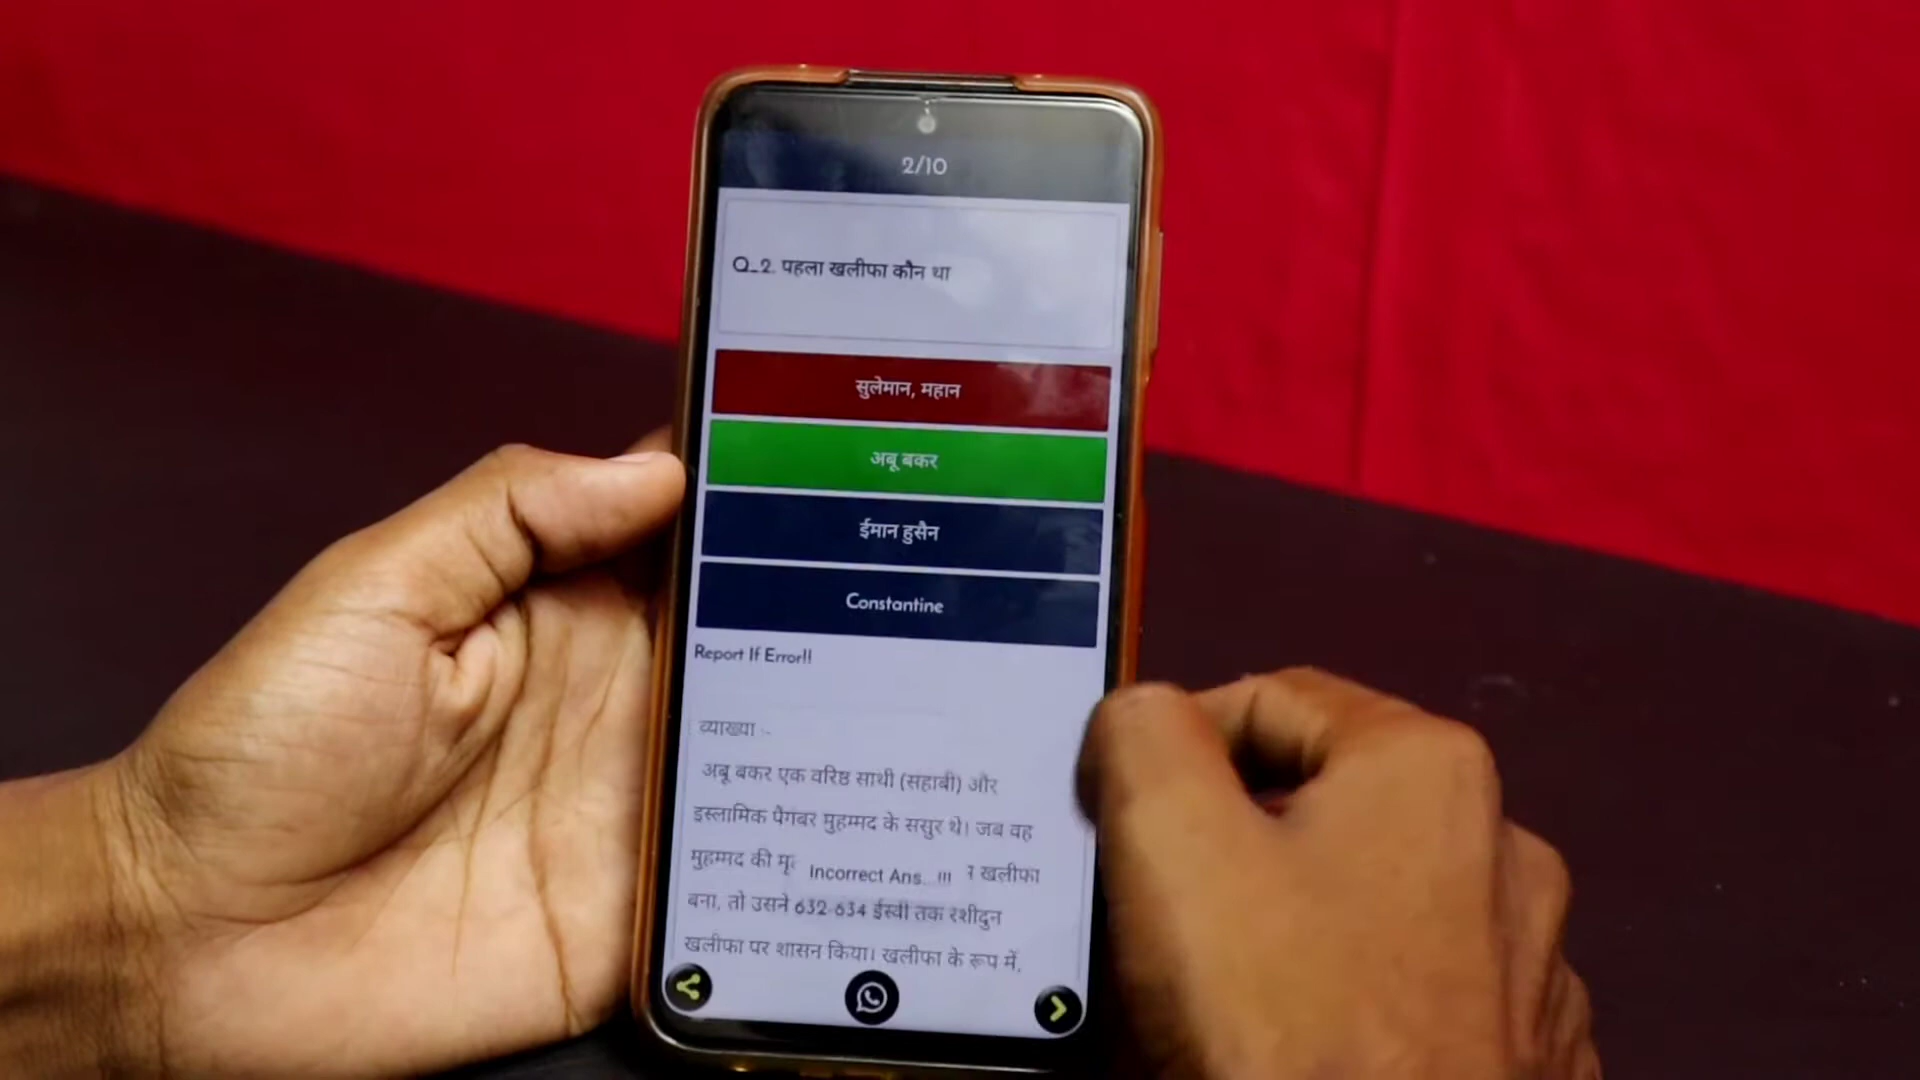 2/10
Q_2. पहला खलीफा कौन था
सुलेमान, महान
अबू बकर
ईमान हुसैन
Constantine
Report If Error!!
व्याख्या :-
अबू बकर एक वरिष्ठ साथी (सहाबी) और
इस्लामिक पैगंबर मुहम्मद के ससुर थे। जब वह
मुहम्मद की खलीफा
Incorrect Ans...!!!
बना, तो उसने 632-634 ईस्वी तक रशीदुन
खलीफा पर शासन किया। खलीफा के रूप में,